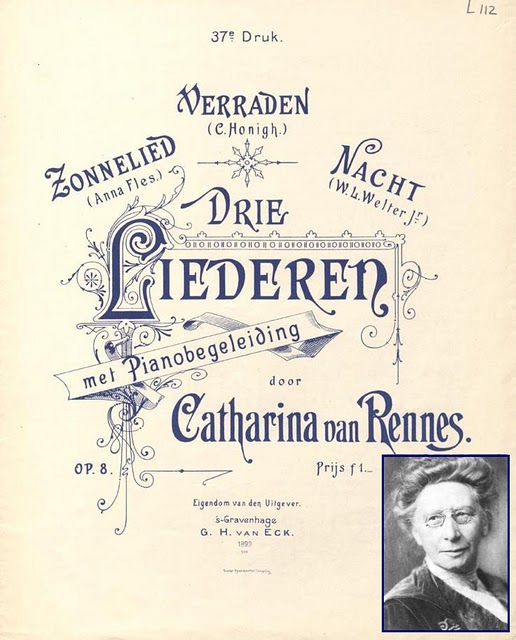 L 112
37e. Druk.
VERRADEN
(C. Honigh.)
ZONNELIED
(Anna Fles.)
NACHT
(W. L. Welter Jr.)
DRIE
LIEDEREN
met Pianobegeleiding
door
Catharina van Rennes.
OP. 8.
Prijs f 1._
Eigendom van den Uitgever.
's-Gravenhage
G. H. VAN ECK.